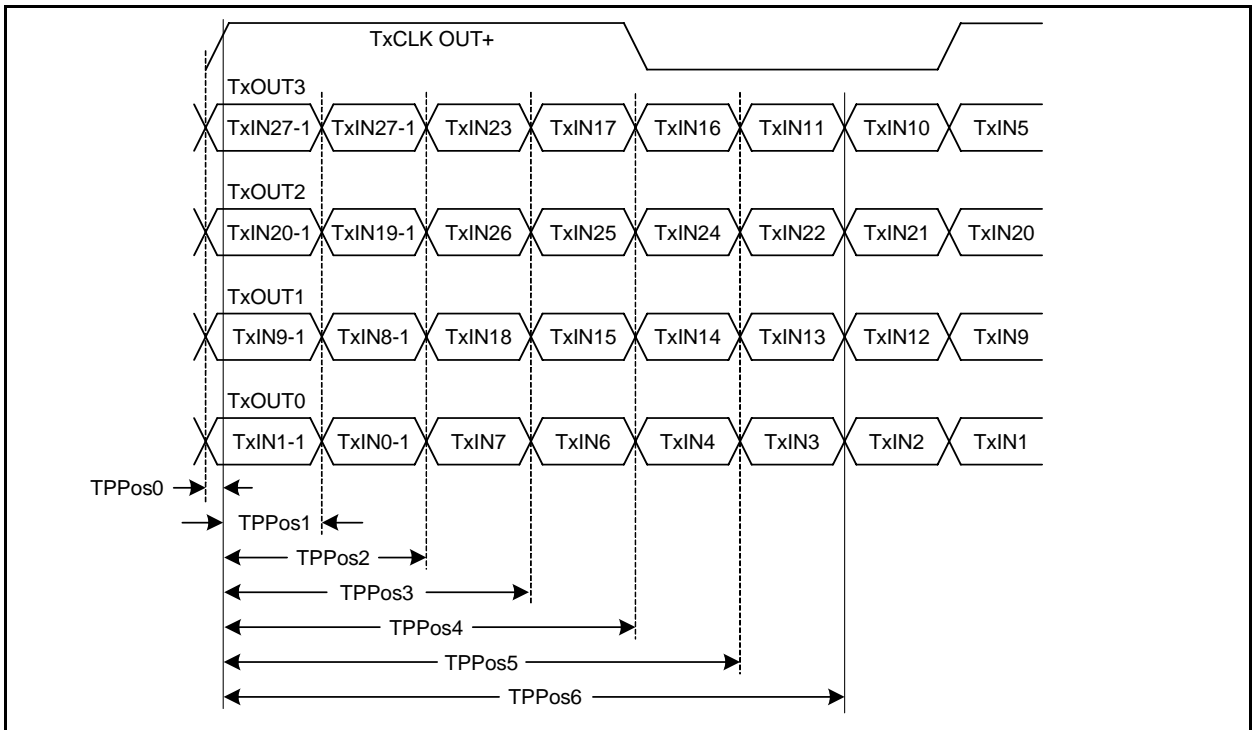 TxCLK OUT+
TxOUT3
TxIN27-1 TxIN27-1 TxIN23 TxIN17 TxIN16 TxIN11 TxIN10 TxIN5
TxOUT2
TxIN20-1 TxIN19-1 TxIN26 TxIN25 TxIN24 TxIN22 TxIN21 TxIN20
TxOUT1
TxIN9-1 TxIN8-1 TxIN18 TxIN15 TxIN14 TxIN13 TxIN12 TxIN9
TxOUT0
TxIN1-1 TxIN0-1 TxIN7 TxIN6 TxIN4 TxIN3 TxIN2 TxIN1
TPPos0
TPPos1
TPPos2
TPPos3
TPPos4
TPPos5
TPPos6